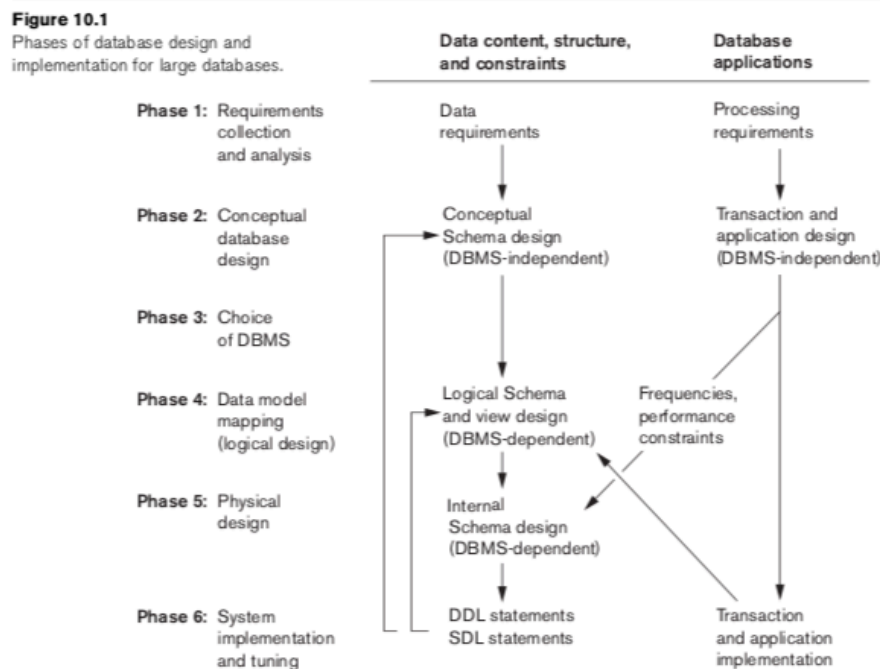 Figure 10.1
Phases of database design and
implementation for large databases.
Data content, structure,
and constraints
Database
applications
Phase 1: Requirements
collection
and analysis
Data
requirements
Processing
requirements
Phase 2: Conceptual
database
design
Conceptual
Schema design
(DBMS-independent)
Transaction and
application design
(DBMS-independent)
Phase 3: Choice
of DBMS
Phase 4: Data model
mapping
(logical design)
Logical Schema
and view design
(DBMS-dependent)
Frequencies,
performance
constraints
Phase 5: Physical
design
Internal
Schema design
(DBMS-dependent)
Phase 6: System
implementation
and tuning
DDL statements
SDL statements
Transaction
and application
implementation